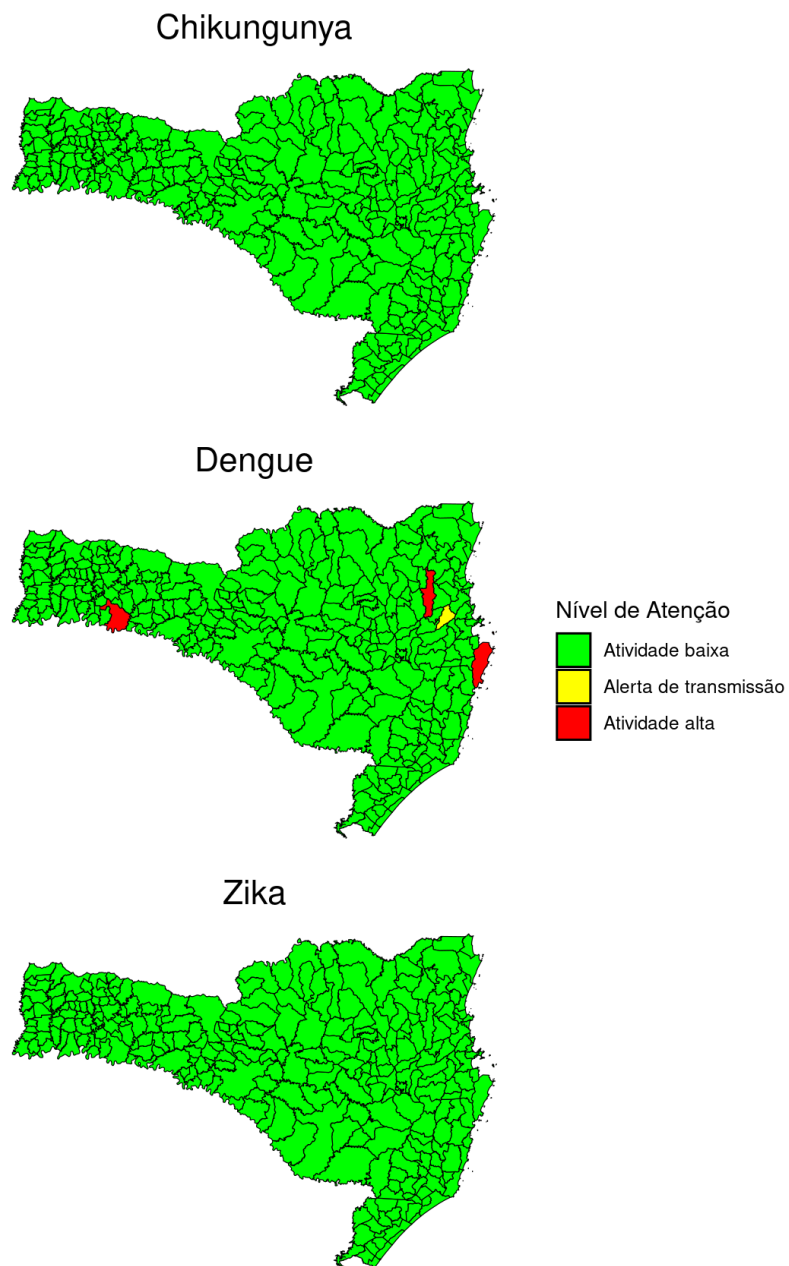 Chikungunya
Dengue
Nível de Atenção
Atividade baixa
Alerta de transmissão
Atividade alta
Zika